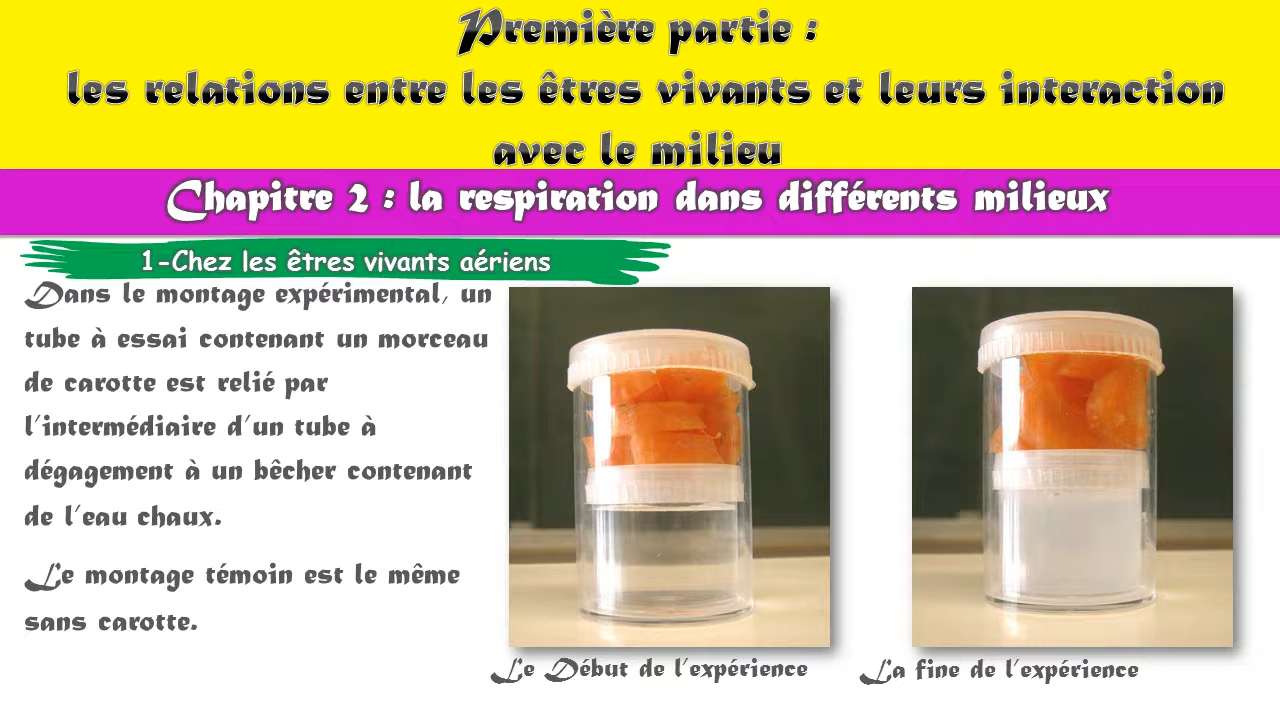 Première partie :
les relations entre les êtres vivants et leurs interaction
avec le milieu
Chapitre 2 : la respiration dans différents milieux
1-Chez les êtres vivants aériens
Dans le montage expérimental, un
tube à essai contenant un morceau
de carotte est relié par
l'intermédiaire d'un tube à
dégagement à un bêcher contenant
de l'eau chaux.
Le montage témoin est le même
sans carotte.
Le Début de l'expérience
La fine de l'expérience